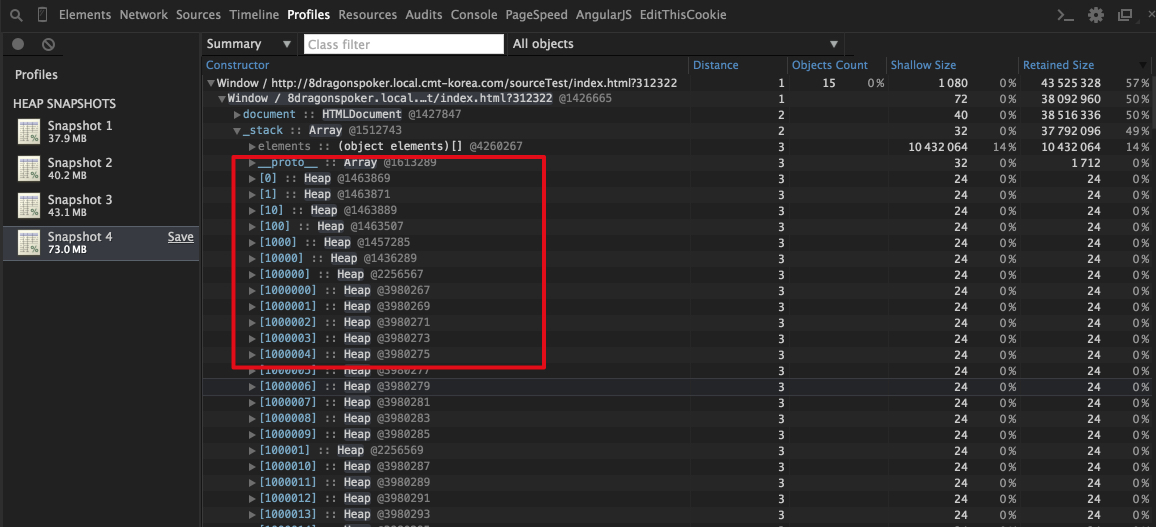 Elements Network Sources Timeline Profiles Resources Audits Console PageSpeed AngularJS EditThisCookie
Summary ▼ Class filter All objects ▼
Profiles
HEAP SNAPSHOTS
Snapshot 1
37.9 MB
Snapshot 2
40.2 MB
Snapshot 3
43.1 MB
Snapshot 4 Save
73.0 MB
Constructor Distance Objects Count Shallow Size Retained Size
▼Window / http://8dragonspoker.local.cmt-korea.com/sourceTest/index.html?312322 1 15 0% 1 080 0% 43 525 328 57%
▼Window / 8dragonspoker.local.…t/index.html?312322 @1426665 1 72 0% 38 092 960 50%
▶document :: HTMLDocument @1427847 2 40 0% 38 516 336 50%
▼_stack :: Array @1512743 2 32 0% 37 792 096 49%
▶elements :: (object elements)[] @4260267 3 10 432 064 14% 10 432 064 14%
▶__proto__ :: Array @1613289 3 32 0% 1 712 0%
▶[0] :: Heap @1463869 3 24 0% 24 0%
▶[1] :: Heap @1463871 3 24 0% 24 0%
▶[10] :: Heap @1463889 3 24 0% 24 0%
▶[100] :: Heap @1463507 3 24 0% 24 0%
▶[1000] :: Heap @1457285 3 24 0% 24 0%
▶[10000] :: Heap @1436289 3 24 0% 24 0%
▶[100000] :: Heap @2256567 3 24 0% 24 0%
▶[1000000] :: Heap @3980267 3 24 0% 24 0%
▶[1000001] :: Heap @3980269 3 24 0% 24 0%
▶[1000002] :: Heap @3980271 3 24 0% 24 0%
▶[1000003] :: Heap @3980273 3 24 0% 24 0%
▶[1000004] :: Heap @3980275 3 24 0% 24 0%
▶[1000005] :: Heap @3980277 3 24 0% 24 0%
▶[1000006] :: Heap @3980279 3 24 0% 24 0%
▶[1000007] :: Heap @3980281 3 24 0% 24 0%
▶[1000008] :: Heap @3980283 3 24 0% 24 0%
▶[1000009] :: Heap @3980285 3 24 0% 24 0%
▶[100001] :: Heap @2256569 3 24 0% 24 0%
▶[1000010] :: Heap @3980287 3 24 0% 24 0%
▶[1000011] :: Heap @3980289 3 24 0% 24 0%
▶[1000012] :: Heap @3980291 3 24 0% 24 0%
▶[1000013] :: Heap @3980293 3 24 0% 24 0%